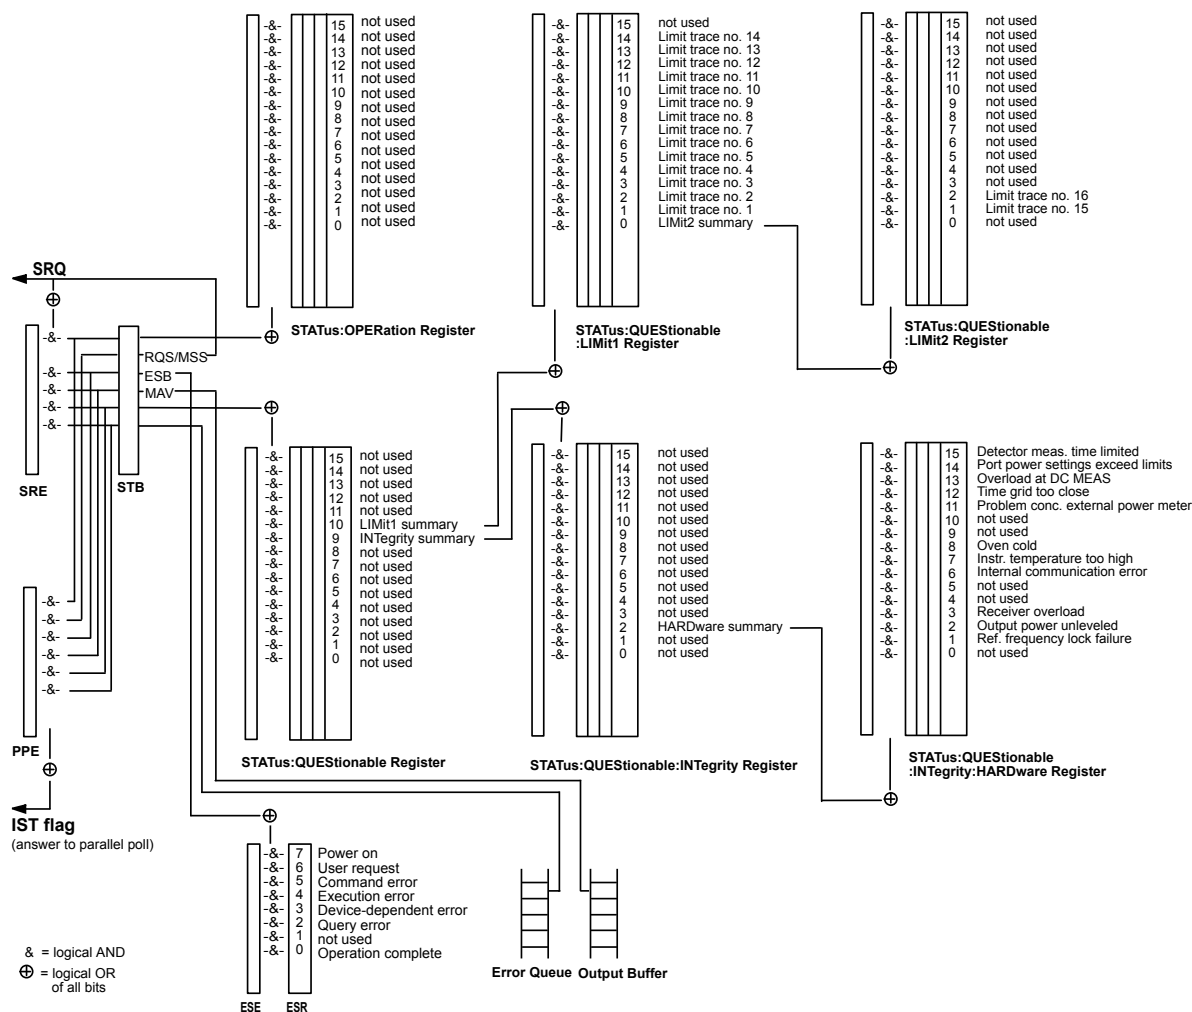 -&- 15 not used
-&- 14 not used
-&- 13 not used
-&- 12 not used
-&- 11 not used
-&- 10 not used
-&- 9 not used
-&- 8 not used
-&- 7 not used
-&- 6 not used
-&- 5 not used
-&- 4 not used
-&- 3 not used
-&- 2 not used
-&- 1 not used
-&- 0 not used
STATus:OPERation Register
-&- 15 not used
-&- 14 Limit trace no. 14
-&- 13 Limit trace no. 13
-&- 12 Limit trace no. 12
-&- 11 Limit trace no. 11
-&- 10 Limit trace no. 10
-&- 9 Limit trace no. 9
-&- 8 Limit trace no. 8
-&- 7 Limit trace no. 7
-&- 6 Limit trace no. 6
-&- 5 Limit trace no. 5
-&- 4 Limit trace no. 4
-&- 3 Limit trace no. 3
-&- 2 Limit trace no. 2
-&- 1 Limit trace no. 1
-&- 0 LIMit2 summary
STATus:QUEStionable
:LIMit1 Register
-&- 15 not used
-&- 14 not used
-&- 13 not used
-&- 12 not used
-&- 11 not used
-&- 10 not used
-&- 9 not used
-&- 8 not used
-&- 7 not used
-&- 6 not used
-&- 5 not used
-&- 4 not used
-&- 3 not used
-&- 2 Limit trace no. 16
-&- 1 Limit trace no. 15
-&- 0 not used
STATus:QUEStionable
:LIMit2 Register
SRQ
-&-
-&-
-&-
-&-
-&-
RQS/MSS
ESB
MAV
SRE
STB
-&- 15 not used
-&- 14 not used
-&- 13 not used
-&- 12 not used
-&- 11 not used
-&- 10 LIMit1 summary
-&- 9 INTegrity summary
-&- 8 not used
-&- 7 not used
-&- 6 not used
-&- 5 not used
-&- 4 not used
-&- 3 not used
-&- 2 not used
-&- 1 not used
-&- 0 not used
STATus:QUEStionable Register
-&- 15 not used
-&- 14 not used
-&- 13 not used
-&- 12 not used
-&- 11 not used
-&- 10 not used
-&- 9 not used
-&- 8 not used
-&- 7 not used
-&- 6 not used
-&- 5 not used
-&- 4 not used
-&- 3 not used
-&- 2 HARDware summary
-&- 1 not used
-&- 0 not used
STATus:QUEStionable:INTegrity Register
-&- 15 Detector meas. time limited
-&- 14 Port power settings exceed limits
-&- 13 Overload at DC MEAS
-&- 12 Time grid too close
-&- 11 Problem conc. external power meter
-&- 10 not used
-&- 9 not used
-&- 8 Oven cold
-&- 7 Instr. temperature too high
-&- 6 Internal communication error
-&- 5 not used
-&- 4 not used
-&- 3 Receiver overload
-&- 2 Output power unleveled
-&- 1 Ref. frequency lock failure
-&- 0 not used
STATus:QUEStionable
:INTegrity:HARDware Register
-&-
-&-
-&-
-&-
-&-
-&-
PPE
IST flag
(answer to parallel poll)
-&- 7 Power on
-&- 6 User request
-&- 5 Command error
-&- 4 Execution error
-&- 3 Device-dependent error
-&- 2 Query error
-&- 1 not used
-&- 0 Operation complete
ESE
ESR
Error Queue
Output Buffer
& = logical AND
⊕ = logical OR
of all bits